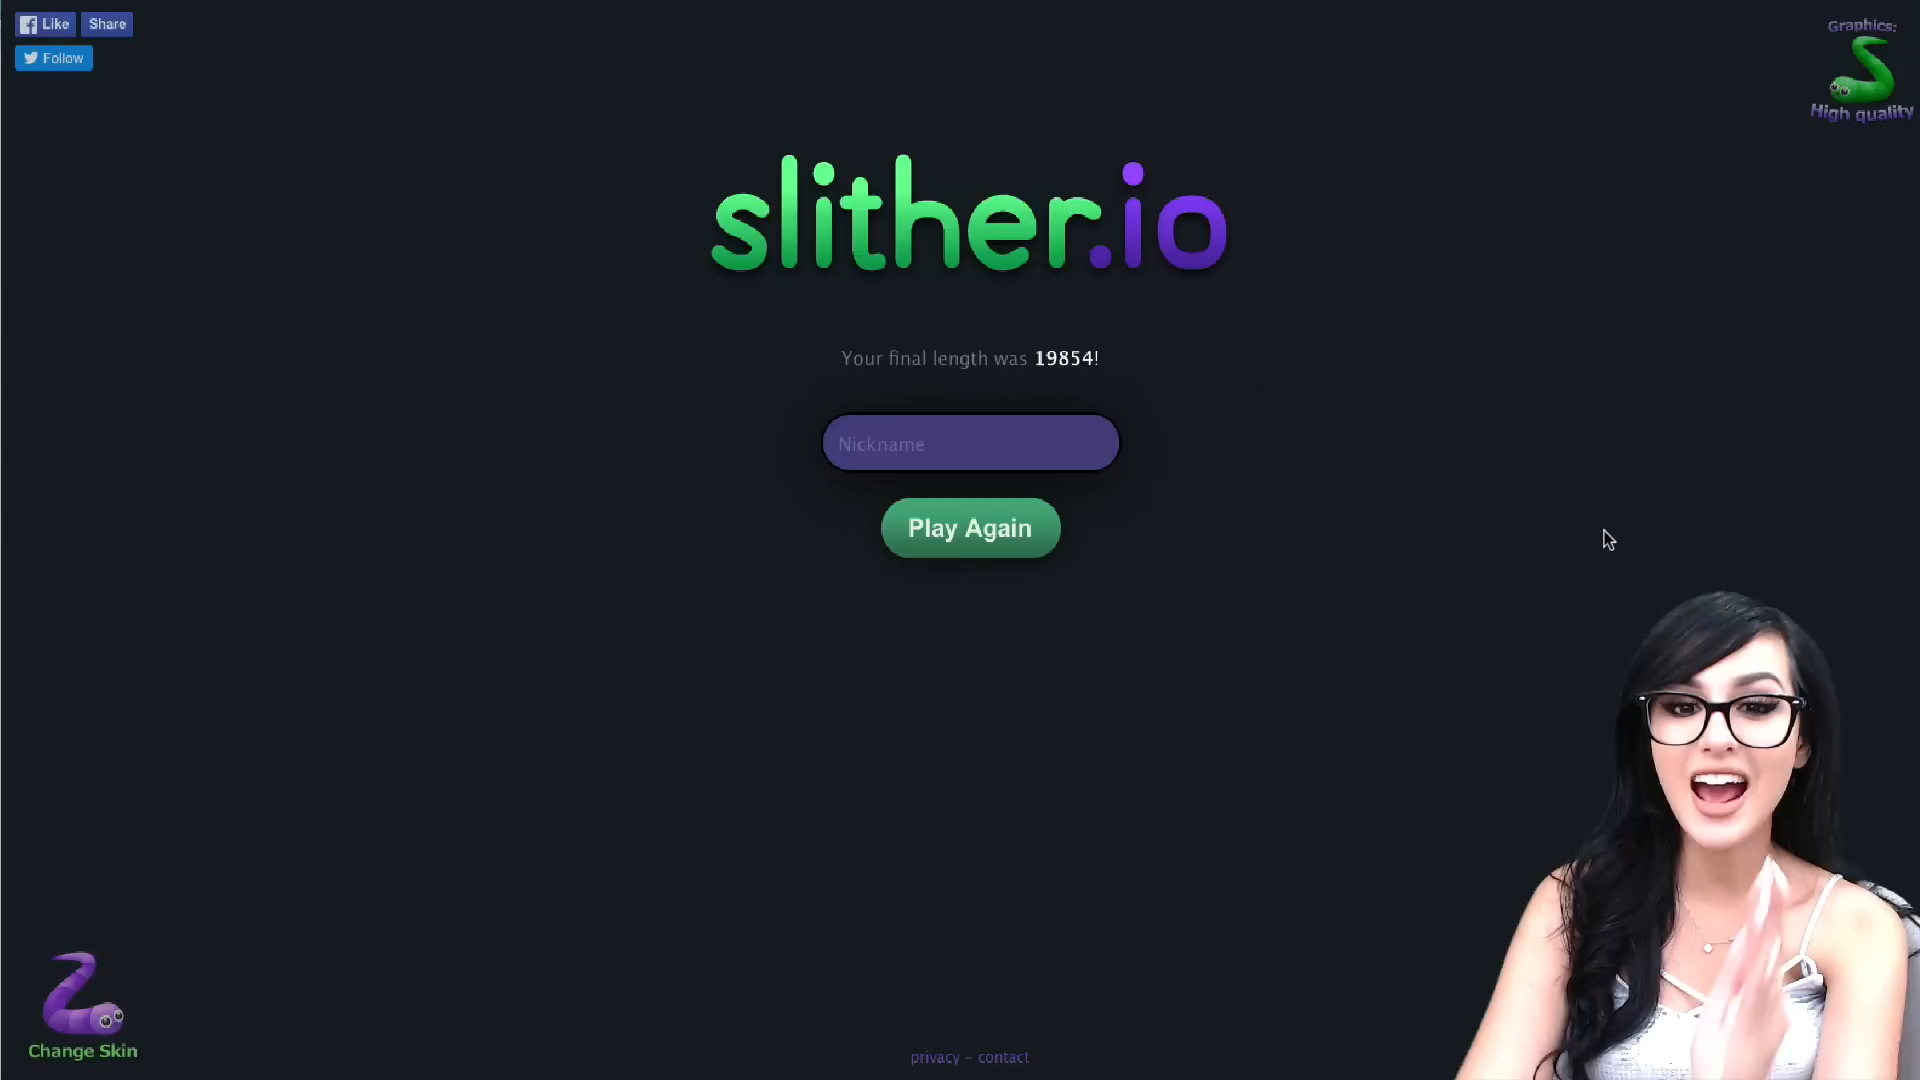 Like Share
Follow
Graphics:
High quality
slither.io
Your final length was 19854!
Nickname
Play Again
Change Skin
privacy - contact